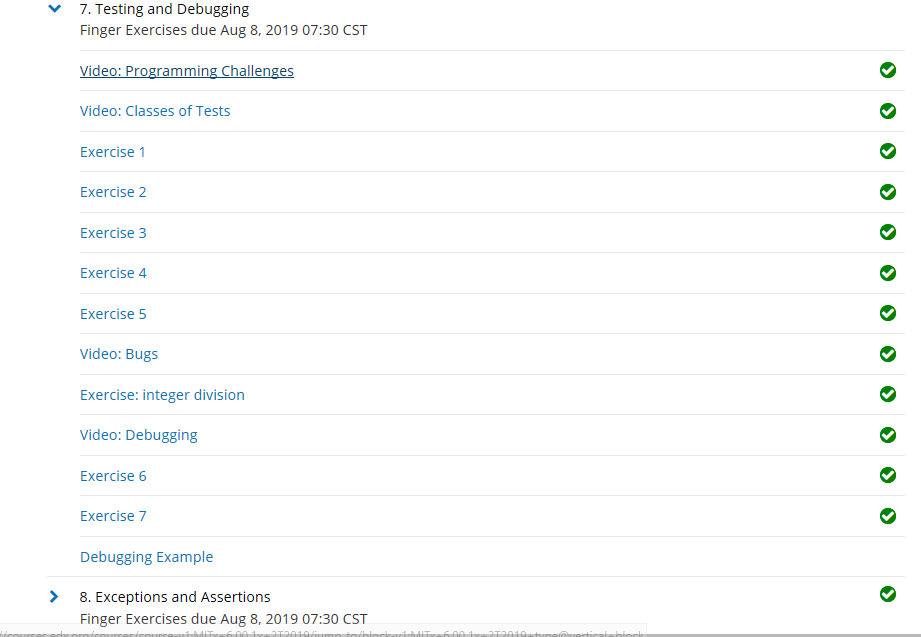 7. Testing and Debugging
Finger Exercises due Aug 8, 2019 07:30 CST
Video: Programming Challenges
Video: Classes of Tests
Exercise 1
Exercise 2
Exercise 3
Exercise 4
Exercise 5
Video: Bugs
Exercise: integer division
Video: Debugging
Exercise 6
Exercise 7
Debugging Example
8. Exceptions and Assertions
Finger Exercises due Aug 8, 2019 07:30 CST